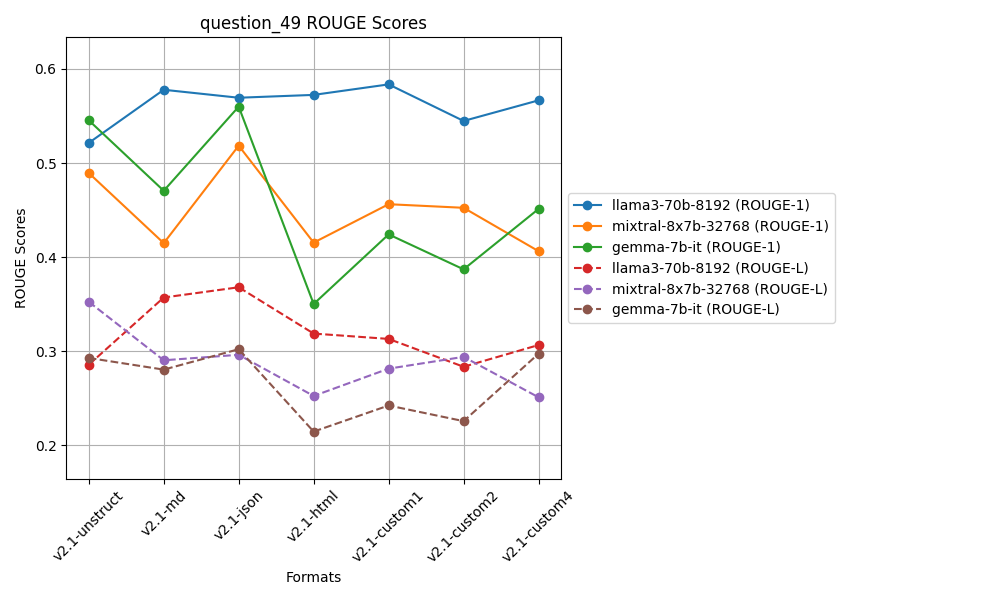 question_49 ROUGE Scores
ROUGE Scores
0.6
0.5
0.4
0.3
0.2
v2.1-unstruct
v2.1-md
v2.1-json
v2.1-html
v2.1-custom1
v2.1-custom2
v2.1-custom4
Formats
llama3-70b-8192 (ROUGE-1)
mixtral-8x7b-32768 (ROUGE-1)
gemma-7b-it (ROUGE-1)
llama3-70b-8192 (ROUGE-L)
mixtral-8x7b-32768 (ROUGE-L)
gemma-7b-it (ROUGE-L)